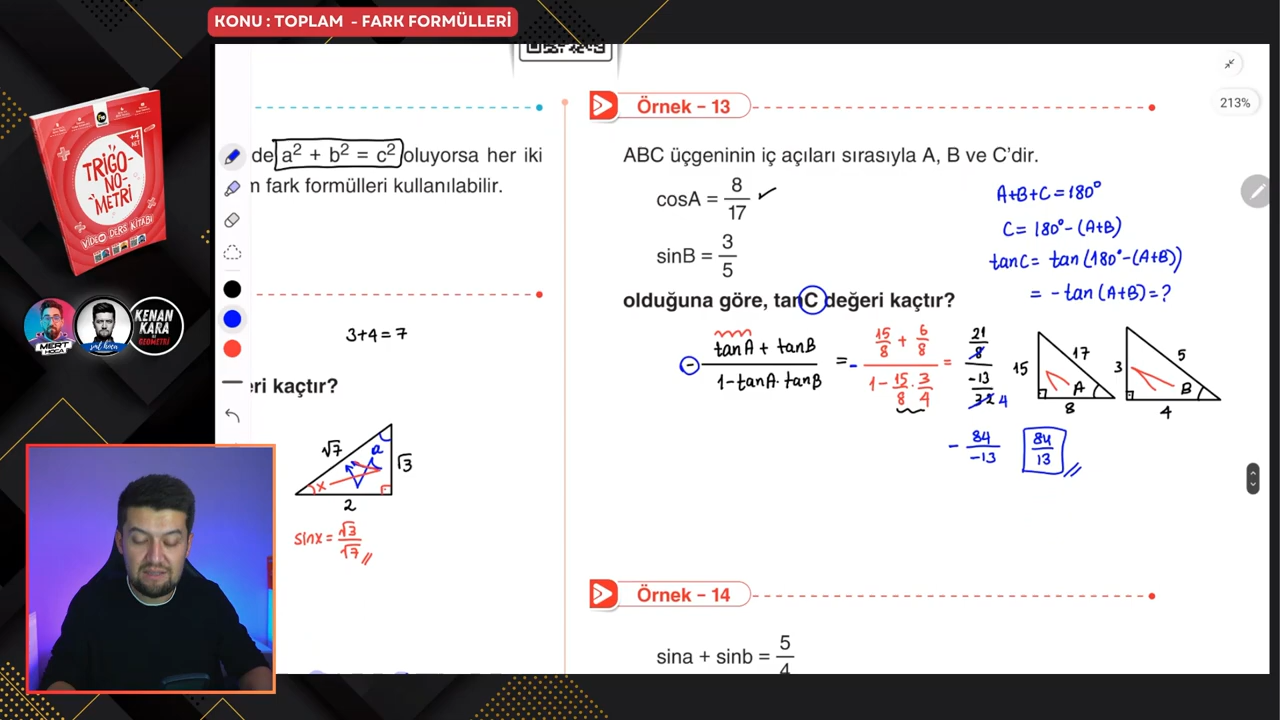 KONU : TOPLAM - FARK FORMÜLLERİ
213%
+4 NET
TRİGO-
NO-
METRİ
VİDEO DERS KİTABI
MERT HOCA
KENAN
KARA
ile
GEOMETRİ
de a² + b² = c² oluyorsa her iki
m fark formülleri kullanılabilir.
3+4=7
eri kaçtır?
√7
a
√3
x
2
sinx = √3/√7 //
Örnek – 13
ABC üçgeninin iç açıları sırasıyla A, B ve C'dir.
cosA = 8/17 ✓
sinB = 3/5
olduğuna göre, tanC değeri kaçtır?
A+B+C=180°
C= 180°-(A+B)
tanC= tan(180°-(A+B))
= -tan(A+B)=?
- (tanA + tanB)/(1-tanA.tanB) = - (15/8 + 6/8)/(1 - 15/8 . 3/4) = (21/8)/(-13/32) 4
15
17
A
8
3
5
B
4
- 84/-13
84/13 //
Örnek – 14
sina + sinb = 5/4